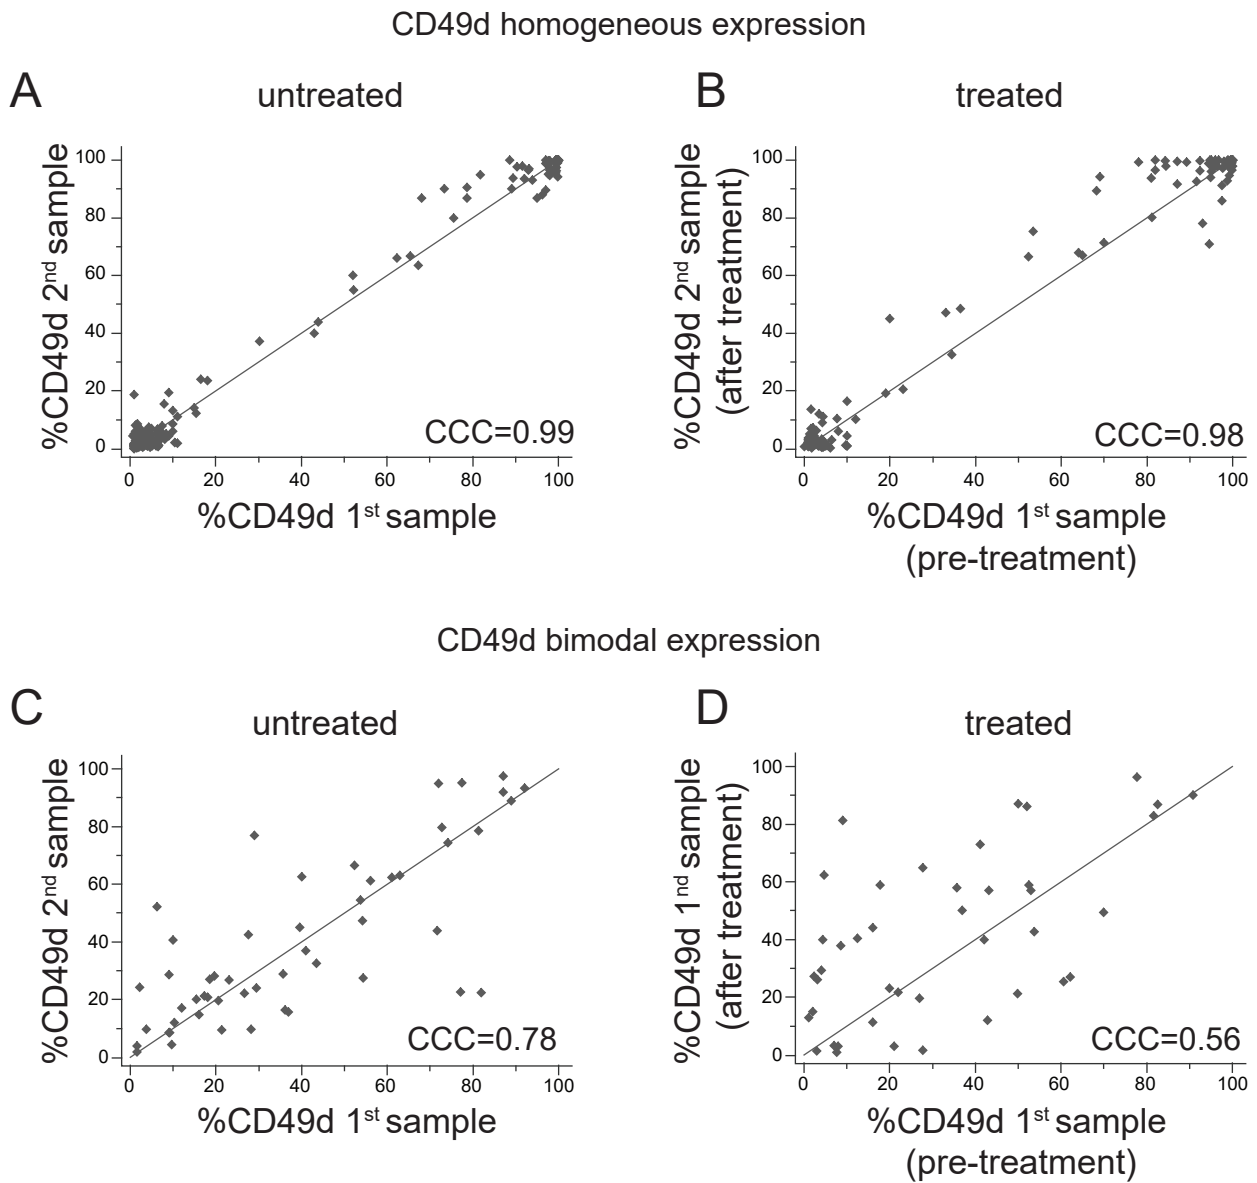 CD49d homogeneous expression
A
untreated
%CD49d 2nd sample
100
80
60
40
20
0
CCC=0.99
0 20 40 60 80 100
%CD49d 1st sample
B
treated
%CD49d 2nd sample
(after treatment)
100
80
60
40
20
0
CCC=0.98
0 20 40 60 80 100
%CD49d 1st sample
(pre-treatment)
CD49d bimodal expression
C
untreated
%CD49d 2nd sample
100
80
60
40
20
0
CCC=0.78
0 20 40 60 80 100
%CD49d 1st sample
D
treated
%CD49d 1nd sample
(after treatment)
100
80
60
40
20
0
CCC=0.56
0 20 40 60 80 100
%CD49d 1st sample
(pre-treatment)